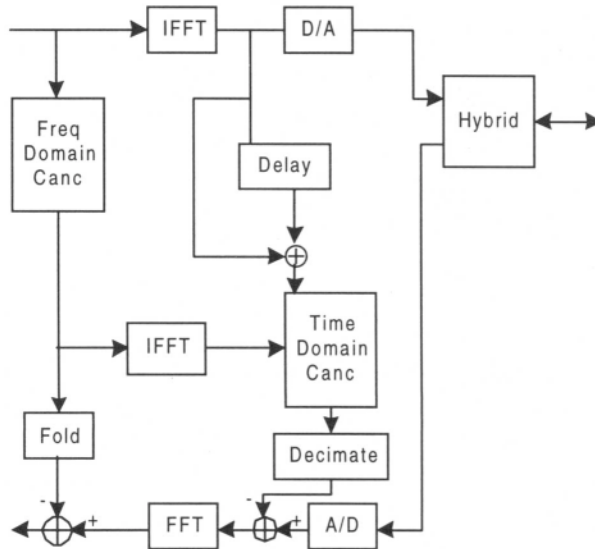 IFFT
D/A
Freq
Domain
Canc
Hybrid
Delay
+
IFFT
Time
Domain
Canc
Fold
Decimate
-
+
FFT
-
+
A/D